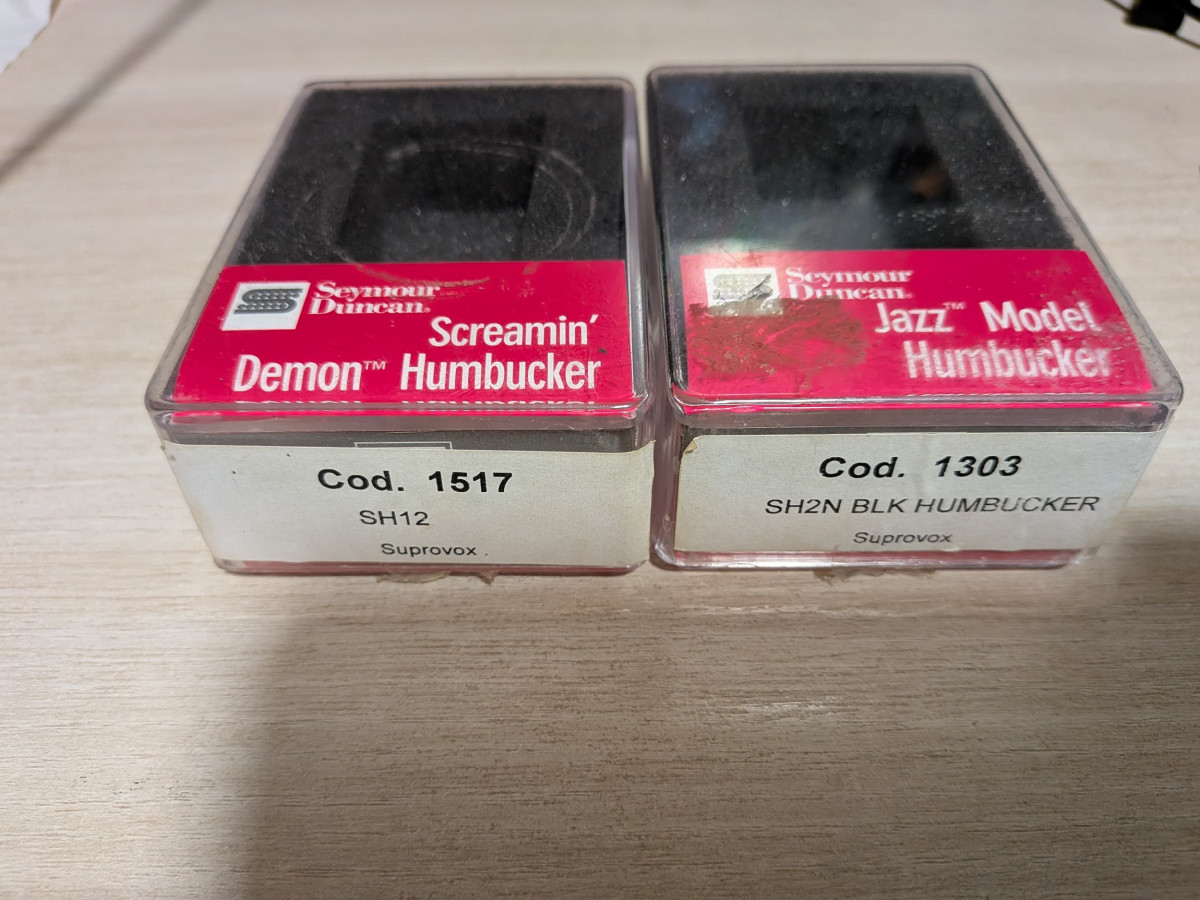 Seymour
Duncan®
Screamin'
Demon™ Humbucker
Cod. 1517
SH12
Suprovox .
Seymour
Duncan®
Jazz™ Model
Humbucker
Cod. 1303
SH2N BLK HUMBUCKER
Suprovox